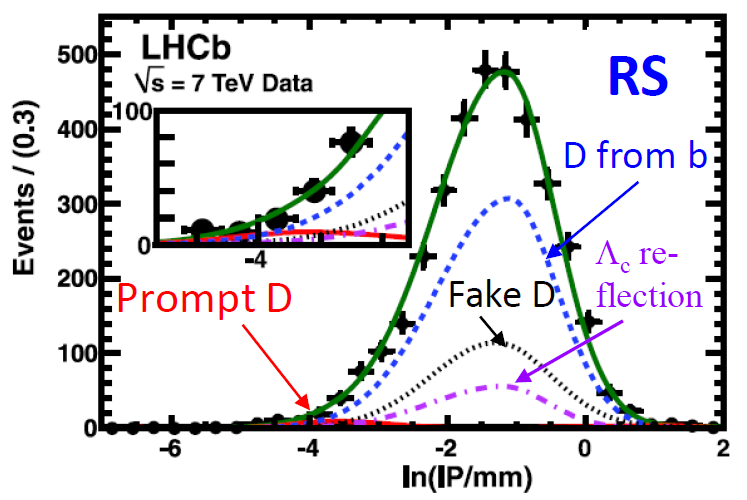 500
400
300
200
100
0
Events / (0.3)
LHCb
√s = 7 TeV Data
RS
100
0
-4
D from b
Λc re-
flection
Prompt D
Fake D
-6
-4
-2
0
2
ln(IP/mm)